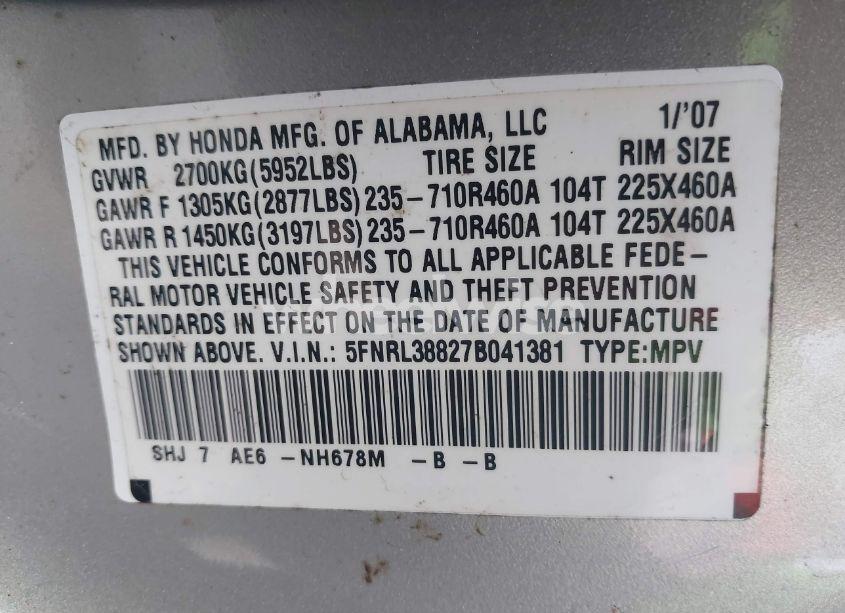 MFD. BY HONDA MFG. OF ALABAMA, LLC 1/'07
GVWR 2700KG(5952LBS) TIRE SIZE RIM SIZE
GAWR F 1305KG(2877LBS) 235-710R460A 104T 225X460A
GAWR R 1450KG(3197LBS) 235-710R460A 104T 225X460A
THIS VEHICLE CONFORMS TO ALL APPLICABLE FEDE-
RAL MOTOR VEHICLE SAFETY AND THEFT PREVENTION
STANDARDS IN EFFECT ON THE DATE OF MANUFACTURE
SHOWN ABOVE. V.I.N.: 5FNRL38827B041381 TYPE:MPV
SHJ 7 AE6 -NH678M -B -B